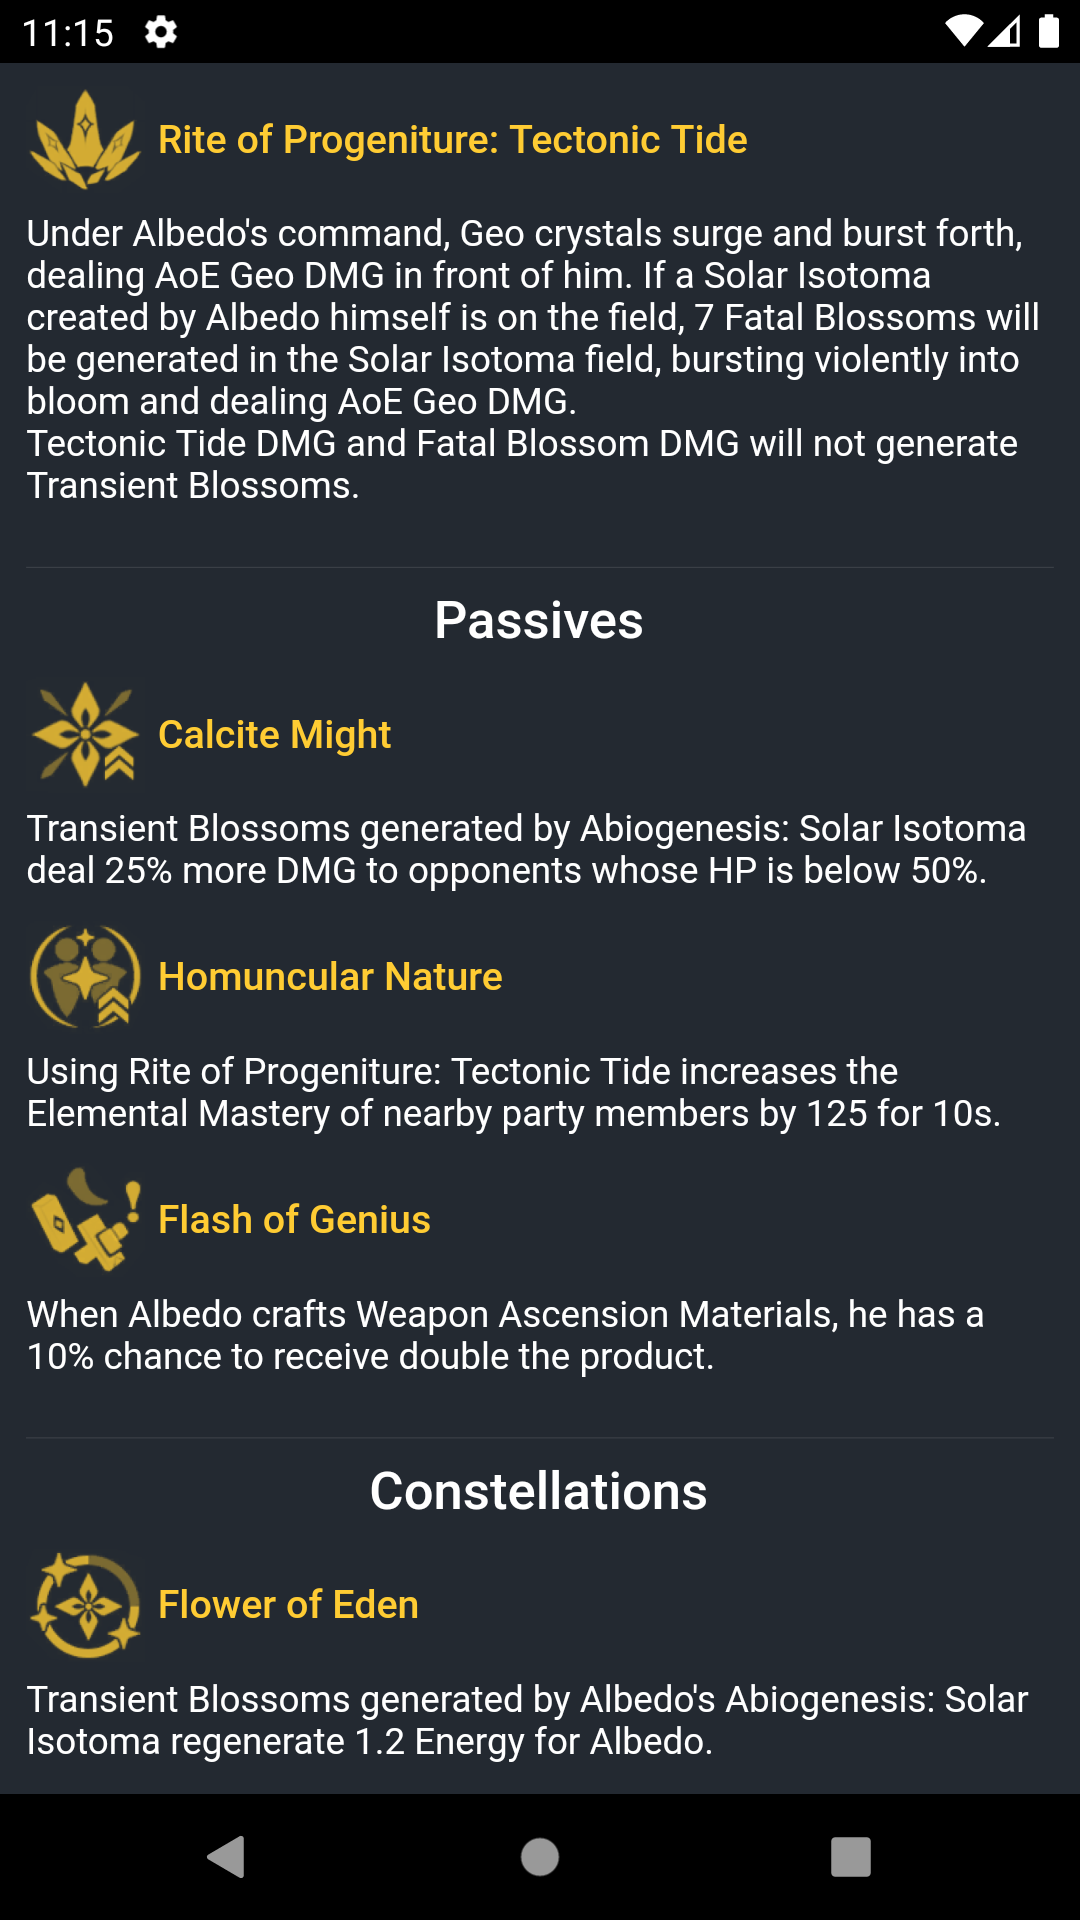 11:15
Rite of Progeniture: Tectonic Tide
Under Albedo's command, Geo crystals surge and burst forth,
dealing AoE Geo DMG in front of him. If a Solar Isotoma
created by Albedo himself is on the field, 7 Fatal Blossoms will
be generated in the Solar Isotoma field, bursting violently into
bloom and dealing AoE Geo DMG.
Tectonic Tide DMG and Fatal Blossom DMG will not generate
Transient Blossoms.
Passives
Calcite Might
Transient Blossoms generated by Abiogenesis: Solar Isotoma
deal 25% more DMG to opponents whose HP is below 50%.
Homuncular Nature
Using Rite of Progeniture: Tectonic Tide increases the
Elemental Mastery of nearby party members by 125 for 10s.
Flash of Genius
When Albedo crafts Weapon Ascension Materials, he has a
10% chance to receive double the product.
Constellations
Flower of Eden
Transient Blossoms generated by Albedo's Abiogenesis: Solar
Isotoma regenerate 1.2 Energy for Albedo.